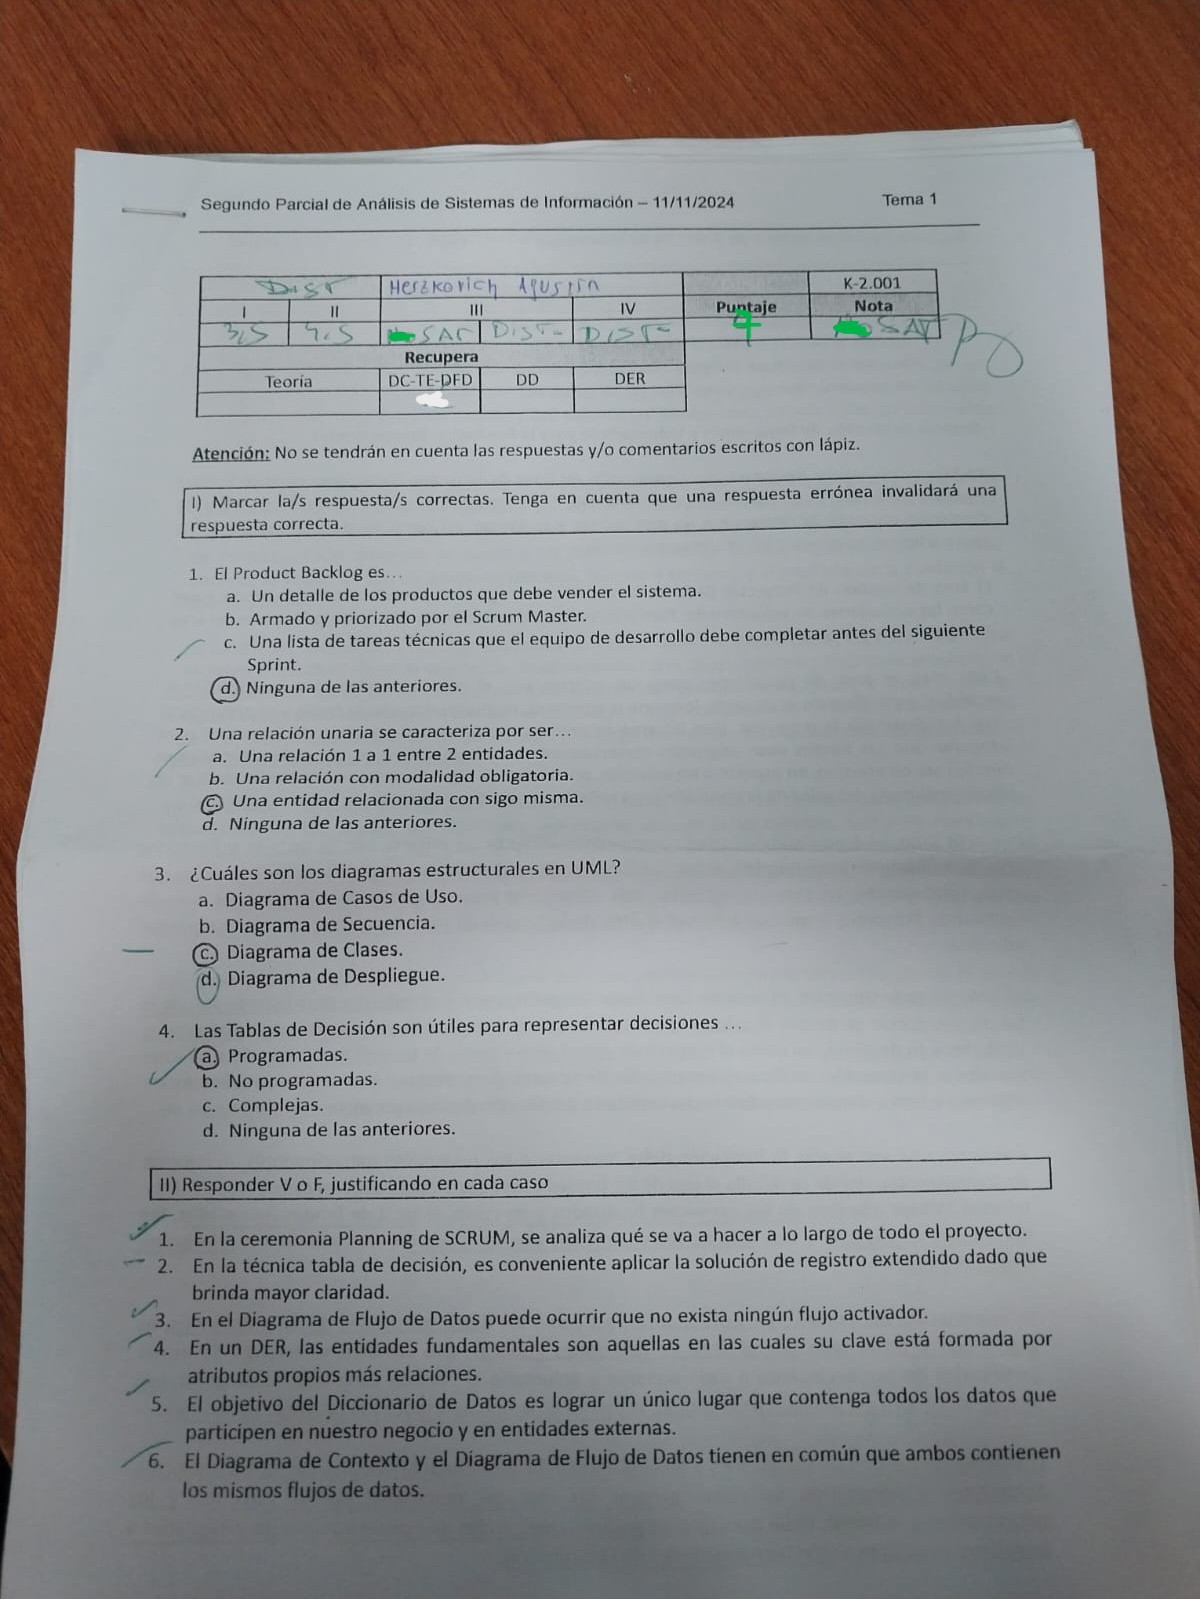 Segundo Parcial de Análisis de Sistemas de Información – 11/11/2024 Tema 1
Dist Herzkovich Agustin K-2.001
I II III IV Puntaje Nota
3,5 4,5 SAT DIST- DIST- 7 SAT
Recupera
Teoría DC-TE-DFD DD DER
Atención: No se tendrán en cuenta las respuestas y/o comentarios escritos con lápiz.
I) Marcar la/s respuesta/s correctas. Tenga en cuenta que una respuesta errónea invalidará una
respuesta correcta.
1. El Product Backlog es…
a. Un detalle de los productos que debe vender el sistema.
b. Armado y priorizado por el Scrum Master.
c. Una lista de tareas técnicas que el equipo de desarrollo debe completar antes del siguiente
Sprint.
d. Ninguna de las anteriores.
2. Una relación unaria se caracteriza por ser…
a. Una relación 1 a 1 entre 2 entidades.
b. Una relación con modalidad obligatoria.
c. Una entidad relacionada con sigo misma.
d. Ninguna de las anteriores.
3. ¿Cuáles son los diagramas estructurales en UML?
a. Diagrama de Casos de Uso.
b. Diagrama de Secuencia.
c. Diagrama de Clases.
d. Diagrama de Despliegue.
4. Las Tablas de Decisión son útiles para representar decisiones …
a. Programadas.
b. No programadas.
c. Complejas.
d. Ninguna de las anteriores.
II) Responder V o F, justificando en cada caso
1. En la ceremonia Planning de SCRUM, se analiza qué se va a hacer a lo largo de todo el proyecto.
2. En la técnica tabla de decisión, es conveniente aplicar la solución de registro extendido dado que
brinda mayor claridad.
3. En el Diagrama de Flujo de Datos puede ocurrir que no exista ningún flujo activador.
4. En un DER, las entidades fundamentales son aquellas en las cuales su clave está formada por
atributos propios más relaciones.
5. El objetivo del Diccionario de Datos es lograr un único lugar que contenga todos los datos que
participen en nuestro negocio y en entidades externas.
6. El Diagrama de Contexto y el Diagrama de Flujo de Datos tienen en común que ambos contienen
los mismos flujos de datos.